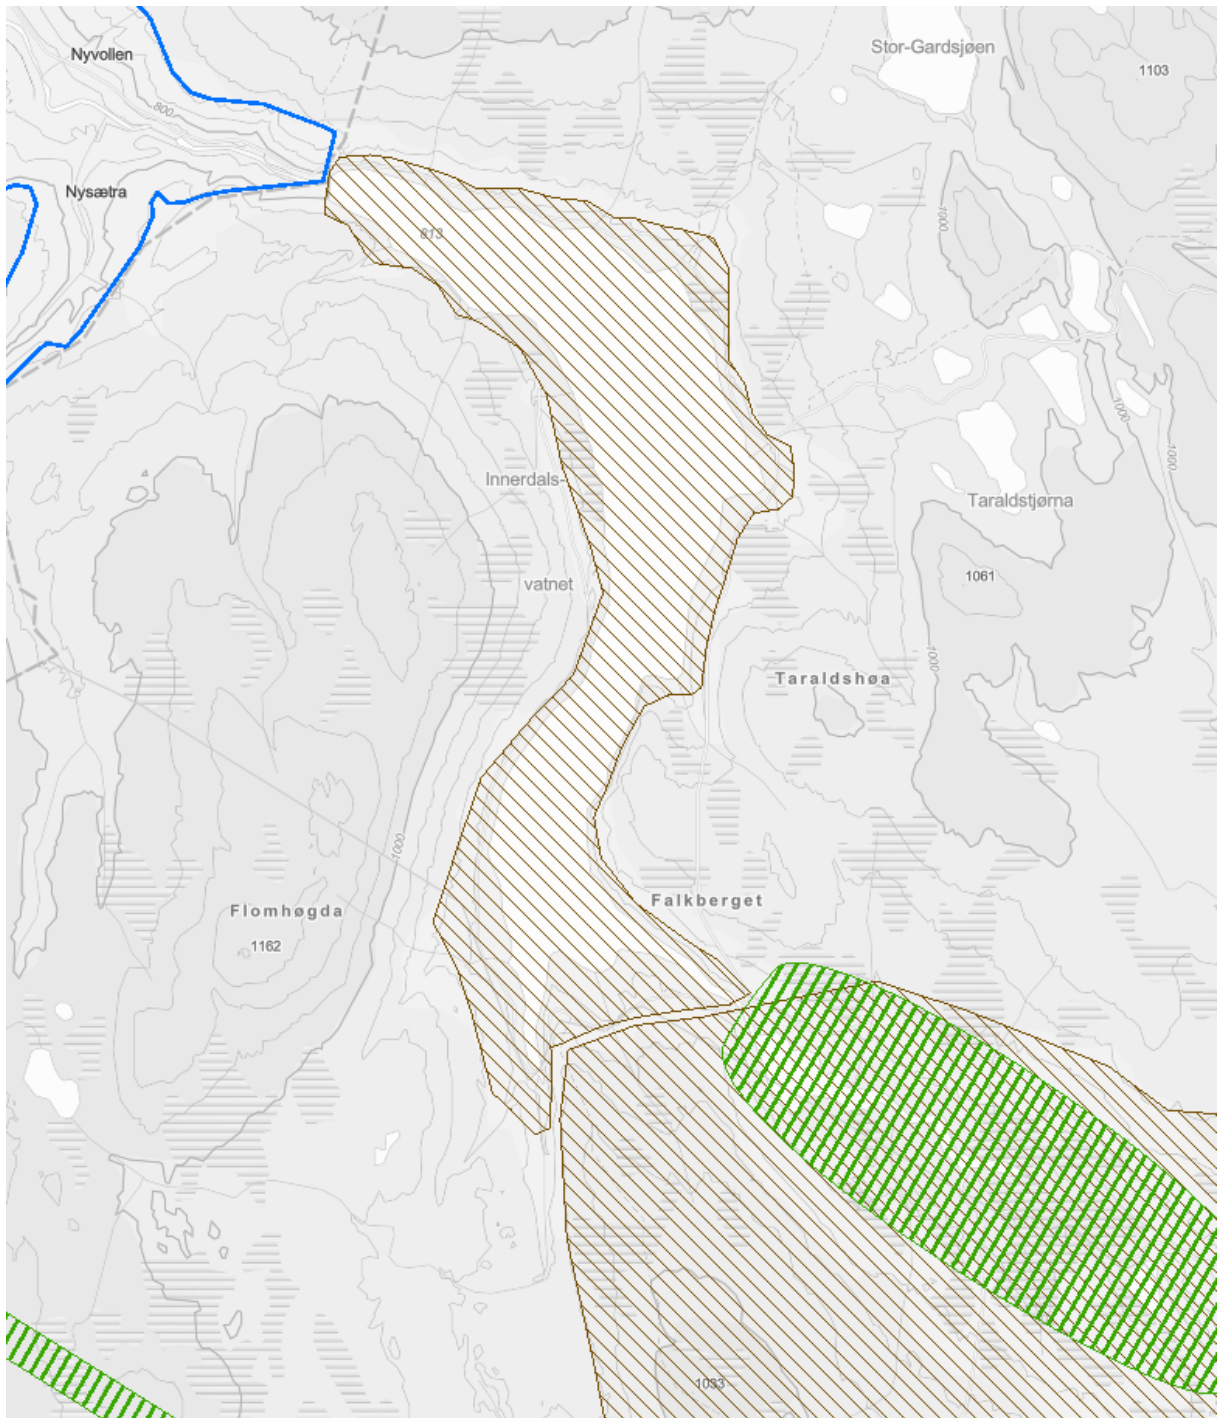 Nyvollen
Stor-Gardsjøen
1103
800
Nysætra
1000
813
1000
1000
Innerdals-
Taraldstjørna
vatnet
1061
1000
Taraldshøa
1000
Falkberget
Flomhøgda
1162
1033